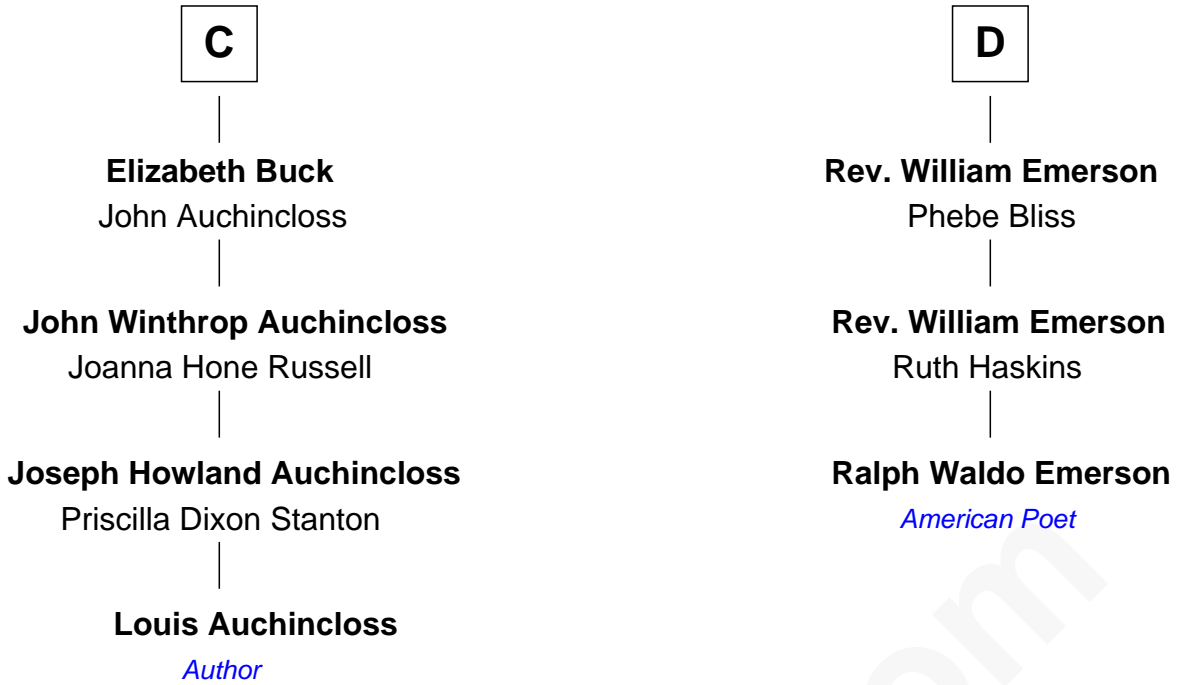 C
Elizabeth Buck
John Auchincloss
John Winthrop Auchincloss
Joanna Hone Russell
Joseph Howland Auchincloss
Priscilla Dixon Stanton
Louis Auchincloss
Author
D
Rev. William Emerson
Phebe Bliss
Rev. William Emerson
Ruth Haskins
Ralph Waldo Emerson
American Poet
om